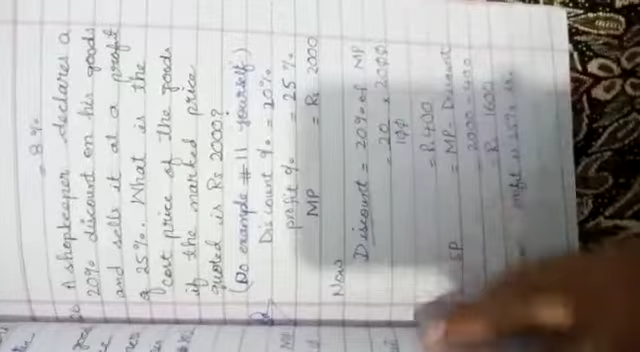 = 8%
A shopkeeper declares a
20% discount on his goods
and sells it at a profit
of 25%. What is the
cost price of the goods
if the marked price
quoted is Rs 2000?
(Do example #11 yourself)
Discount % = 20%
profit % = 25%
MP = Rs 2000
Now
Discount = 20% of MP
= 20/100 x 2000
= R 400
SP = MP - Discount
2000 - 400
= R 1600